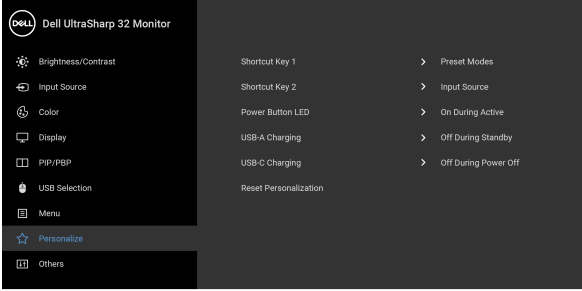 DELL Dell UltraSharp 32 Monitor
Brightness/Contrast
Input Source
Color
Display
PIP/PBP
USB Selection
Menu
Personalize
Others
Shortcut Key 1 > Preset Modes
Shortcut Key 2 > Input Source
Power Button LED > On During Active
USB-A Charging > Off During Standby
USB-C Charging > Off During Power Off
Reset Personalization